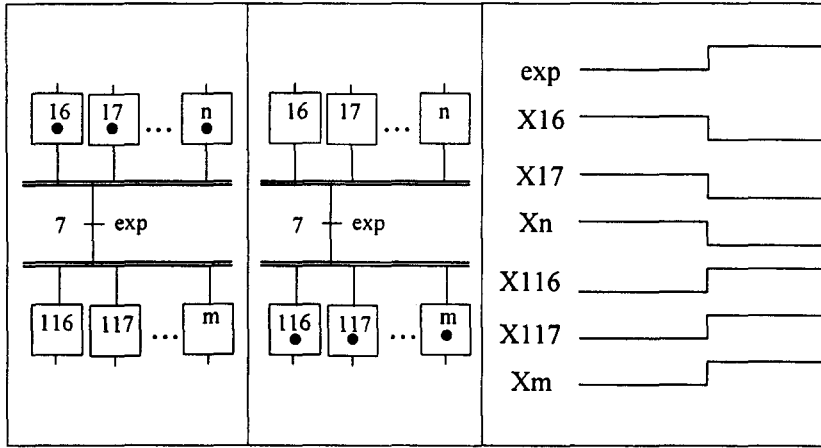 16 17 ... n
7 exp
116 117 ... m
16 17 ... n
7 exp
116 117 ... m
exp
X16
X17
Xn
X116
X117
Xm